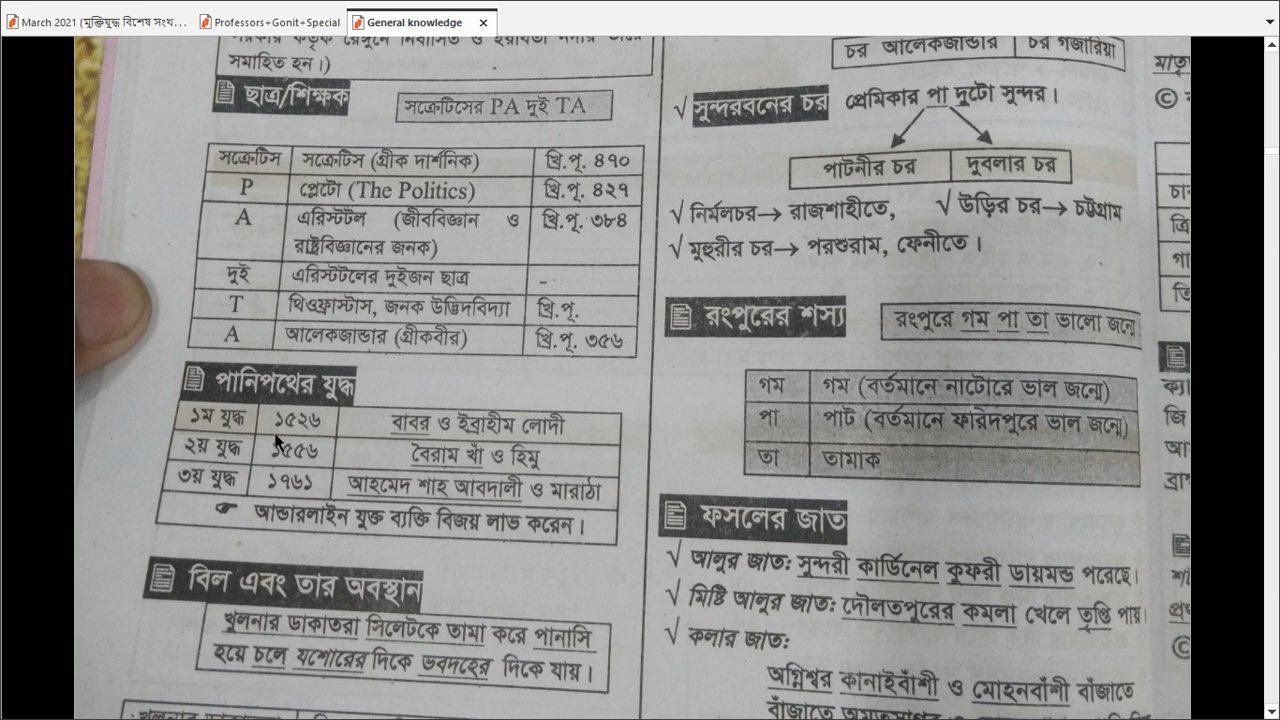 March 2021 (মুক্তিযুদ্ধ বিশেষ সংখ...
Professors+Gonit+Special
General knowledge
সমাহিত হন।)
ছাত্র/শিক্ষক
সক্রেটিসের PA দুই TA
সক্রেটিস সক্রেটিস (গ্রীক দার্শনিক) খ্রি.পূ. ৪৭০
P প্লেটো (The Politics) খ্রি.পূ. ৪২৭
A এরিস্টটল (জীববিজ্ঞান ও খ্রি.পূ. ৩৮৪
রাষ্ট্রবিজ্ঞানের জনক)
দুই এরিস্টটলের দুইজন ছাত্র -
T থিওফ্রাস্টাস, জনক উদ্ভিদবিদ্যা খ্রি.পূ.
A আলেকজান্ডার (গ্রীকবীর) খ্রি.পূ. ৩৫৬
পানিপথের যুদ্ধ
১ম যুদ্ধ ১৫২৬ বাবর ও ইব্রাহীম লোদী
২য় যুদ্ধ ১৫৫৬ বৈরাম খাঁ ও হিমু
৩য় যুদ্ধ ১৭৬১ আহমেদ শাহ আবদালী ও মারাঠা
☛ আন্ডারলাইন যুক্ত ব্যক্তি বিজয় লাভ করেন।
বিল এবং তার অবস্থান
খুলনার ডাকাতরা সিলেটকে তামা করে পানাসি
হয়ে চলে যশোরের দিকে ভবদহের দিকে যায়।
চর আলেকজান্ডার চর গজারিয়া
√ সুন্দরবনের চর প্রেমিকার পা দুটো সুন্দর।
পাটনীর চর দুবলার চর
√ নির্মলচর→ রাজশাহীতে, √ উড়ির চর→ চট্টগ্রাম
√ মুহুরীর চর→ পরশুরাম, ফেনীতে।
রংপুরের শস্য
রংপুরে গম পা তা ভালো জন্মে
গম গম (বর্তমানে নাটোরে ভাল জন্মে)
পা পাট (বর্তমানে ফরিদপুরে ভাল জন্মে)
তা তামাক
ফসলের জাত
√ আলুর জাত: সুন্দরী কার্ডিনেল কুফরী ডায়মন্ড পরেছে।
√ মিষ্টি আলুর জাত: দৌলতপুরের কমলা খেলে তৃপ্তি পায়।
√ কলার জাত:
অগ্নিশ্বর কানাইবাঁশী ও মোহনবাঁশী বাঁজাতে